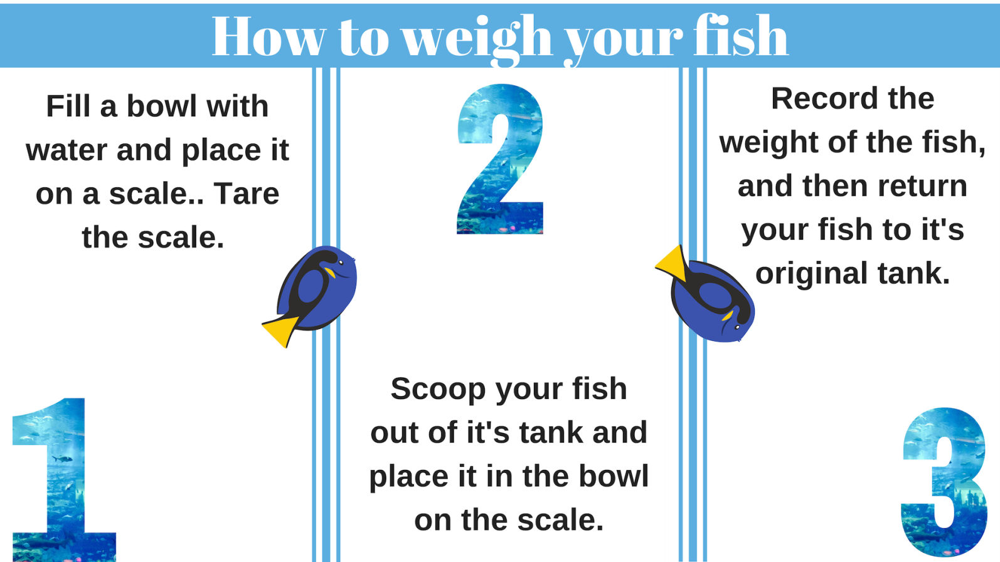 How to weigh your fish
Fill a bowl with
water and place it
on a scale.. Tare
the scale.
1
2
Scoop your fish
out of it's tank and
place it in the bowl
on the scale.
Record the
weight of the fish,
and then return
your fish to it's
original tank.
3